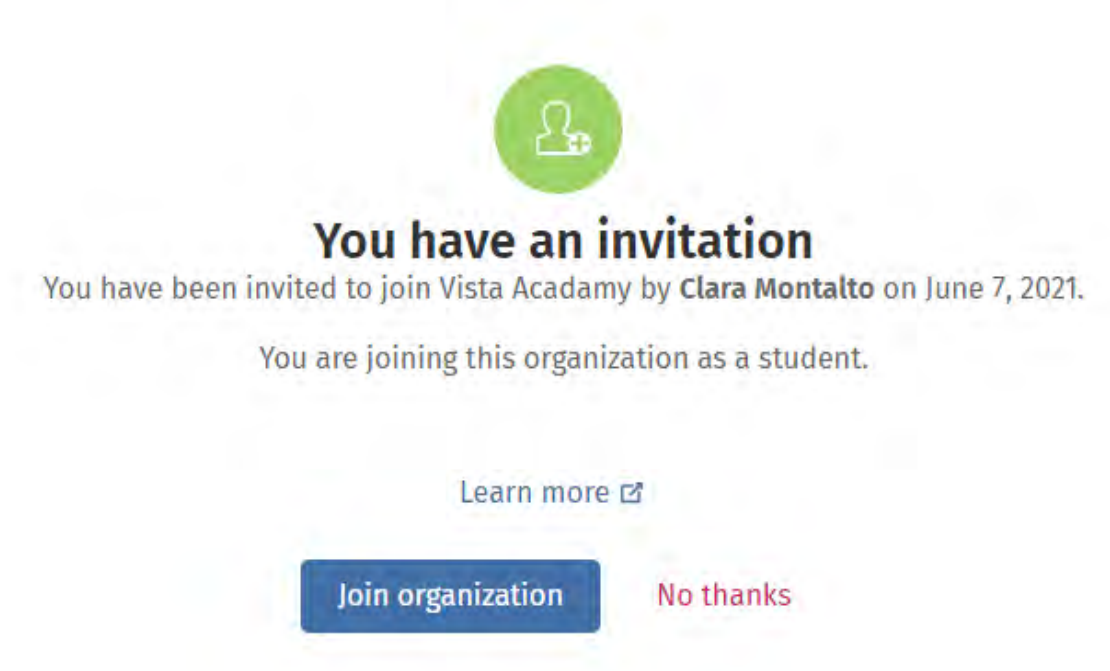 You have an invitation
You have been invited to join Vista Acadamy by Clara Montalto on June 7, 2021.
You are joining this organization as a student.
Learn more
Join organization
No thanks